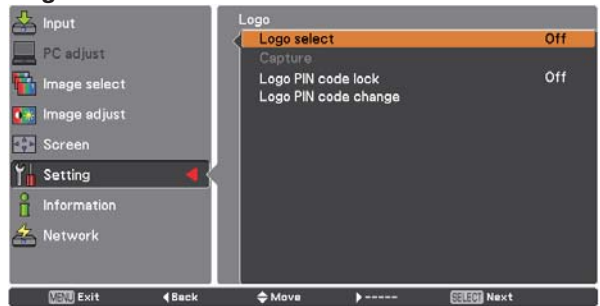 Input
PC adjust
Image select
Image adjust
Screen
Setting
Information
Network
Logo
Logo select Off
Capture
Logo PIN code lock Off
Logo PIN code change
MENU Exit Back Move ----- SELECT Next